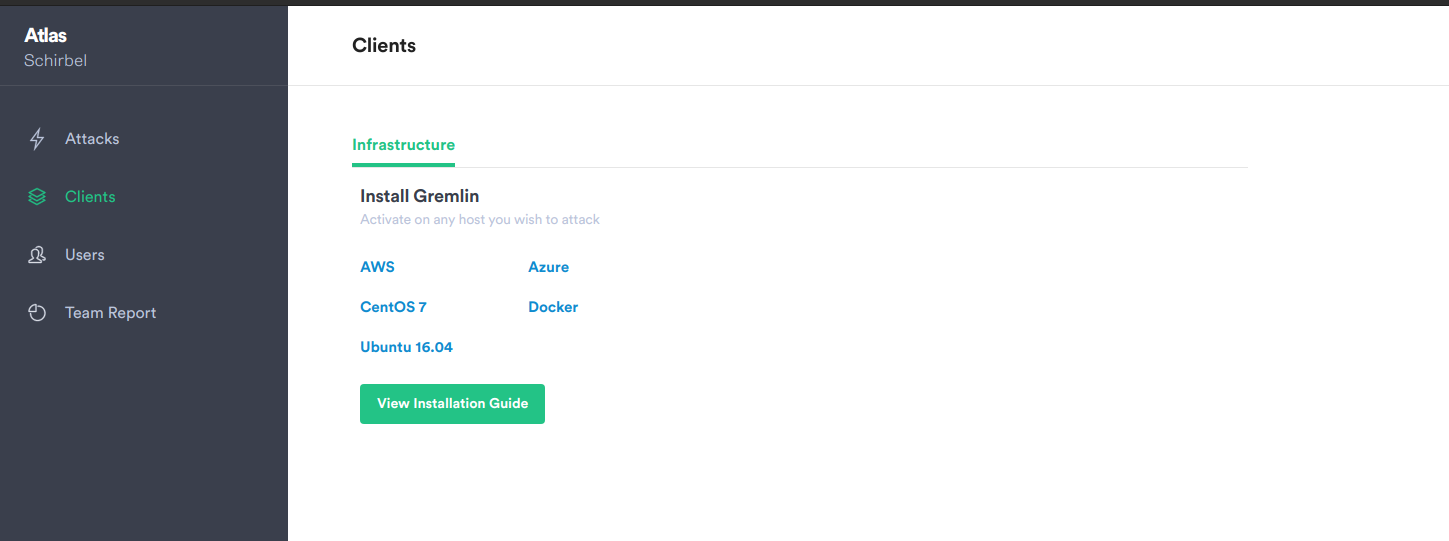 Atlas
Schirbel
Attacks
Clients
Users
Team Report
Clients
Infrastructure
Install Gremlin
Activate on any host you wish to attack
AWS Azure
CentOS 7 Docker
Ubuntu 16.04
View Installation Guide